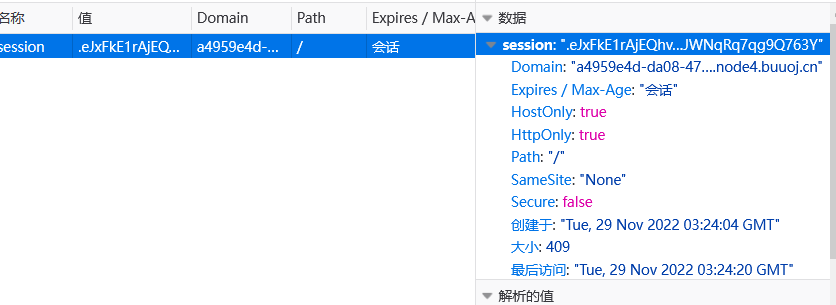 名称 值 Domain Path Expires / Max-A
session .eJxFkE1rAjEQ... a4959e4d-... / 会话
数据
session: ".eJxFkE1rAjEQhv...JWNqRq7qg9Q763Y"
Domain: "a4959e4d-da08-47....node4.buuoj.cn"
Expires / Max-Age: "会话"
HostOnly: true
HttpOnly: true
Path: "/"
SameSite: "None"
Secure: false
创建于: "Tue, 29 Nov 2022 03:24:04 GMT"
大小: 409
最后访问: "Tue, 29 Nov 2022 03:24:20 GMT"
解析的值